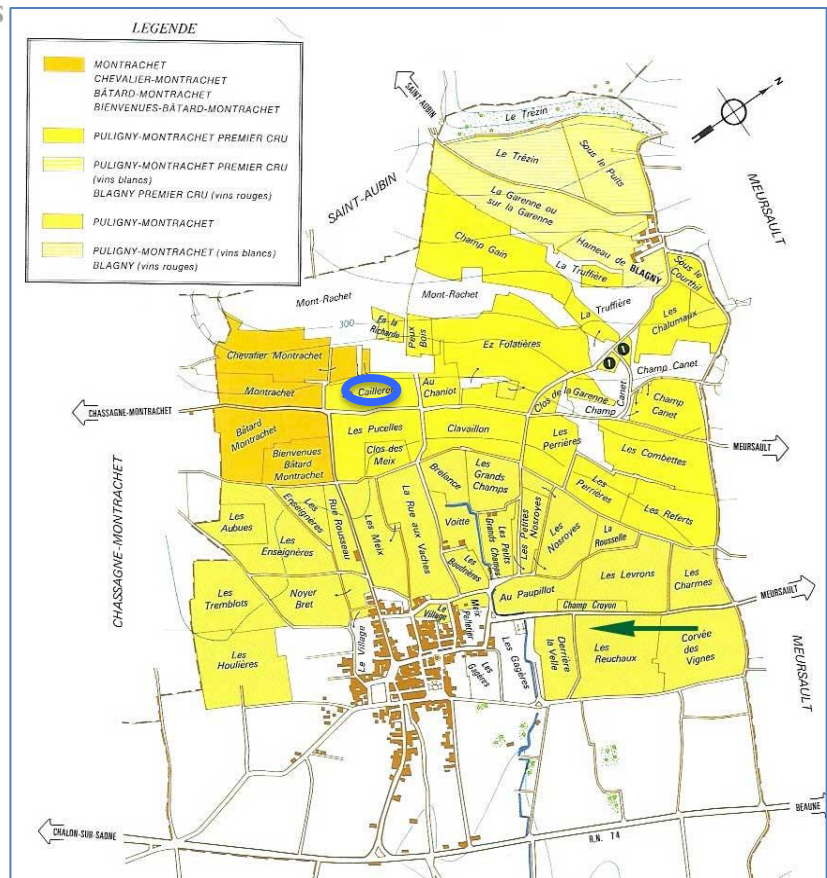 S
LEGENDE
MONTRACHET
CHEVALIER-MONTRACHET
BÂTARD-MONTRACHET
BIENVENUES-BÂTARD-MONTRACHET
PULIGNY-MONTRACHET PREMIER CRU
PULIGNY-MONTRACHET PREMIER CRU
(vins blancs)
BLAGNY PREMIER CRU (vins rouges)
PULIGNY-MONTRACHET
PULIGNY-MONTRACHET (vins blancs)
BLAGNY (vins rouges)
N
SAINT-AUBIN
Le Trézin
Le Trézin
Sous le Puits
SAINT-AUBIN
MEURSAULT
La Garenne ou
sur la Garenne
Champ Gain
Hameau de
BLAGNY
La Truffière
Sous le
Courthil
Mont-Rachet
Mont-Rachet
La Truffière
Les
Chalumaux
300
En la
Richarde
Peux
Bois
Ez Folatières
1
1
Chevalier Montrachet
Champ Canet
Montrachet
Cailleret
Au
Chaniot
Clos de la Garenne
Champ
Canet
Champ
Canet
CHASSAGNE-MONTRACHET
Bâtard
Montrachet
Les Pucelles
Clavaillon
Les
Perrières
MEURSAULT
Bienvenues
Bâtard
Montrachet
Clos des
Meix
Les Combettes
Les
Grands
Champs
Brelance
Les
Perrières
Les Referts
CHASSAGNE-MONTRACHET
Les
Aubues
Les
Enseignères
Rue Rousseau
Les Meix
La Rue aux
Vaches
Voitte
Les Petits
Grands Champs
Les Petites
Nosroyes
Les
Nosroyes
La
Rousselle
Les
Enseignères
Les
Boudrières
Les Levrons
Les
Charmes
Les
Tremblots
Noyer
Bret
Au Paupillot
MEURSAULT
Le
Village
Meix
Pelletier
Champ Croyon
Les
Houlières
Le Village
Les Gagères
Les
Gagères
Derrière
la Velle
Les
Reuchaux
Corvée
des
Vignes
MEURSAULT
BEAUNE
CHALON-SUR-SAONE
R.N. 74